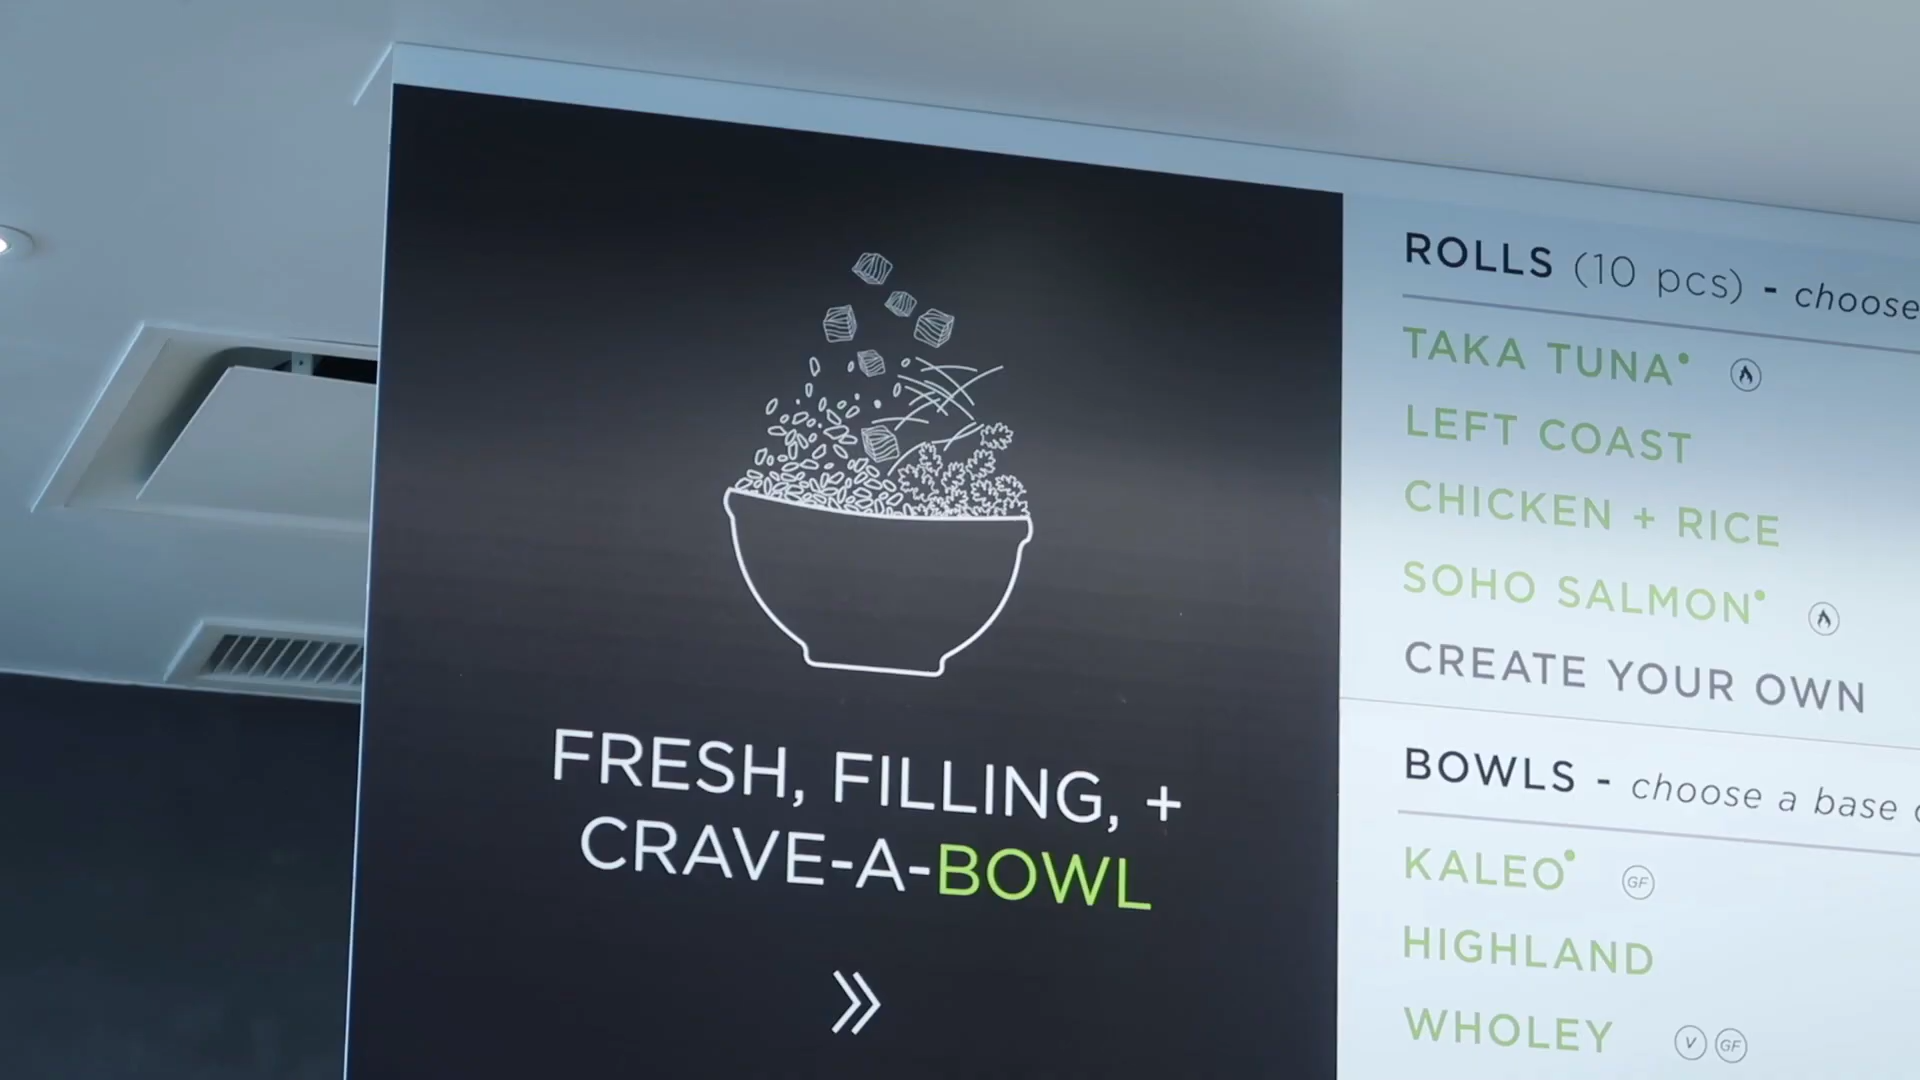 FRESH, FILLING, +
CRAVE-A-BOWL
ROLLS (10 pcs) - choose
TAKA TUNA•
LEFT COAST
CHICKEN + RICE
SOHO SALMON•
CREATE YOUR OWN
BOWLS - choose a base
KALEO• GF
HIGHLAND
WHOLEY V GF